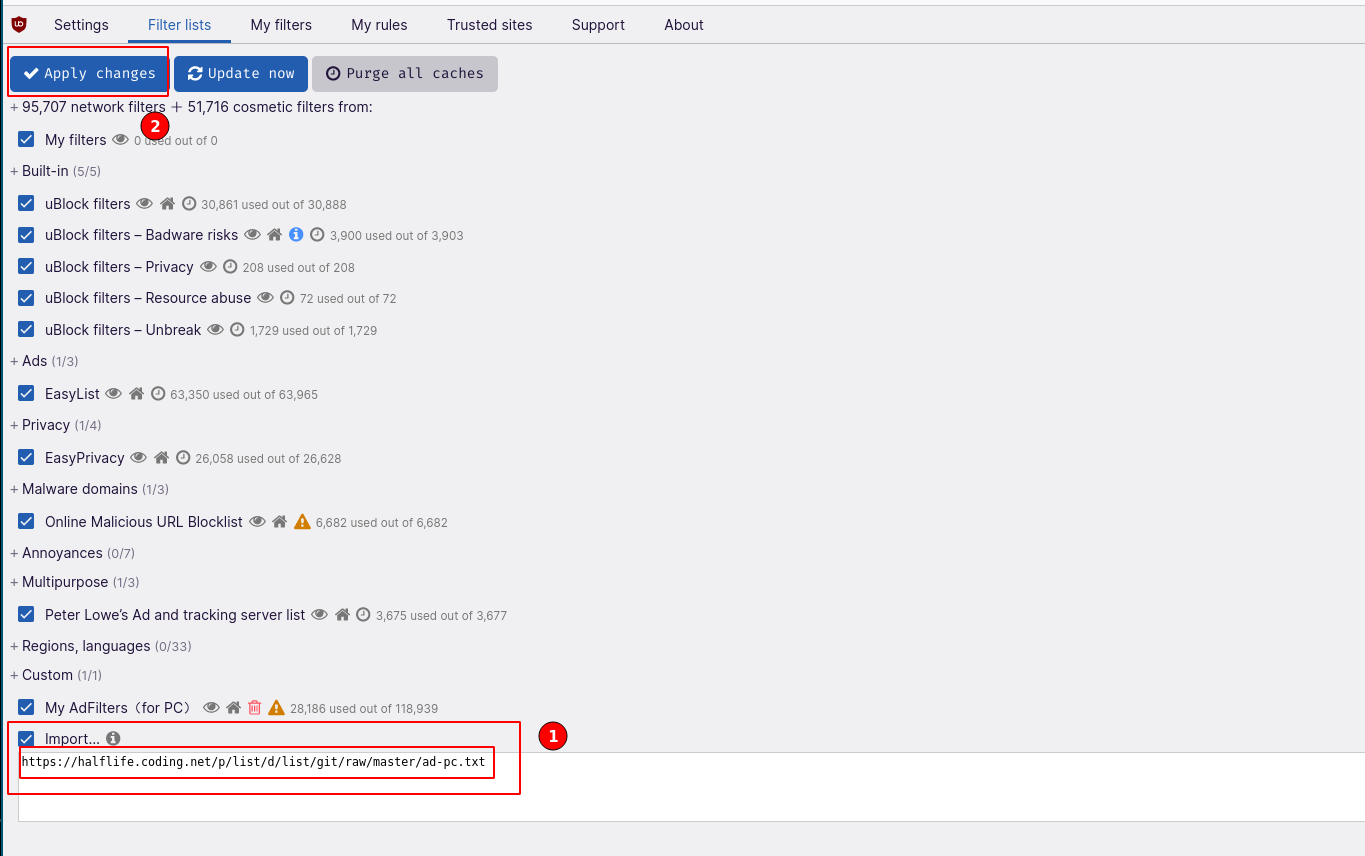 Settings Filter lists My filters My rules Trusted sites Support About
Apply changes Update now Purge all caches
+ 95,707 network filters + 51,716 cosmetic filters from:
2
My filters 0 used out of 0
+ Built-in (5/5)
uBlock filters 30,861 used out of 30,888
uBlock filters – Badware risks 3,900 used out of 3,903
uBlock filters – Privacy 208 used out of 208
uBlock filters – Resource abuse 72 used out of 72
uBlock filters – Unbreak 1,729 used out of 1,729
+ Ads (1/3)
EasyList 63,350 used out of 63,965
+ Privacy (1/4)
EasyPrivacy 26,058 used out of 26,628
+ Malware domains (1/3)
Online Malicious URL Blocklist 6,682 used out of 6,682
+ Annoyances (0/7)
+ Multipurpose (1/3)
Peter Lowe’s Ad and tracking server list 3,675 used out of 3,677
+ Regions, languages (0/33)
+ Custom (1/1)
My AdFilters（for PC） 28,186 used out of 118,939
Import... 1
https://halflife.coding.net/p/list/d/list/git/raw/master/ad-pc.txt